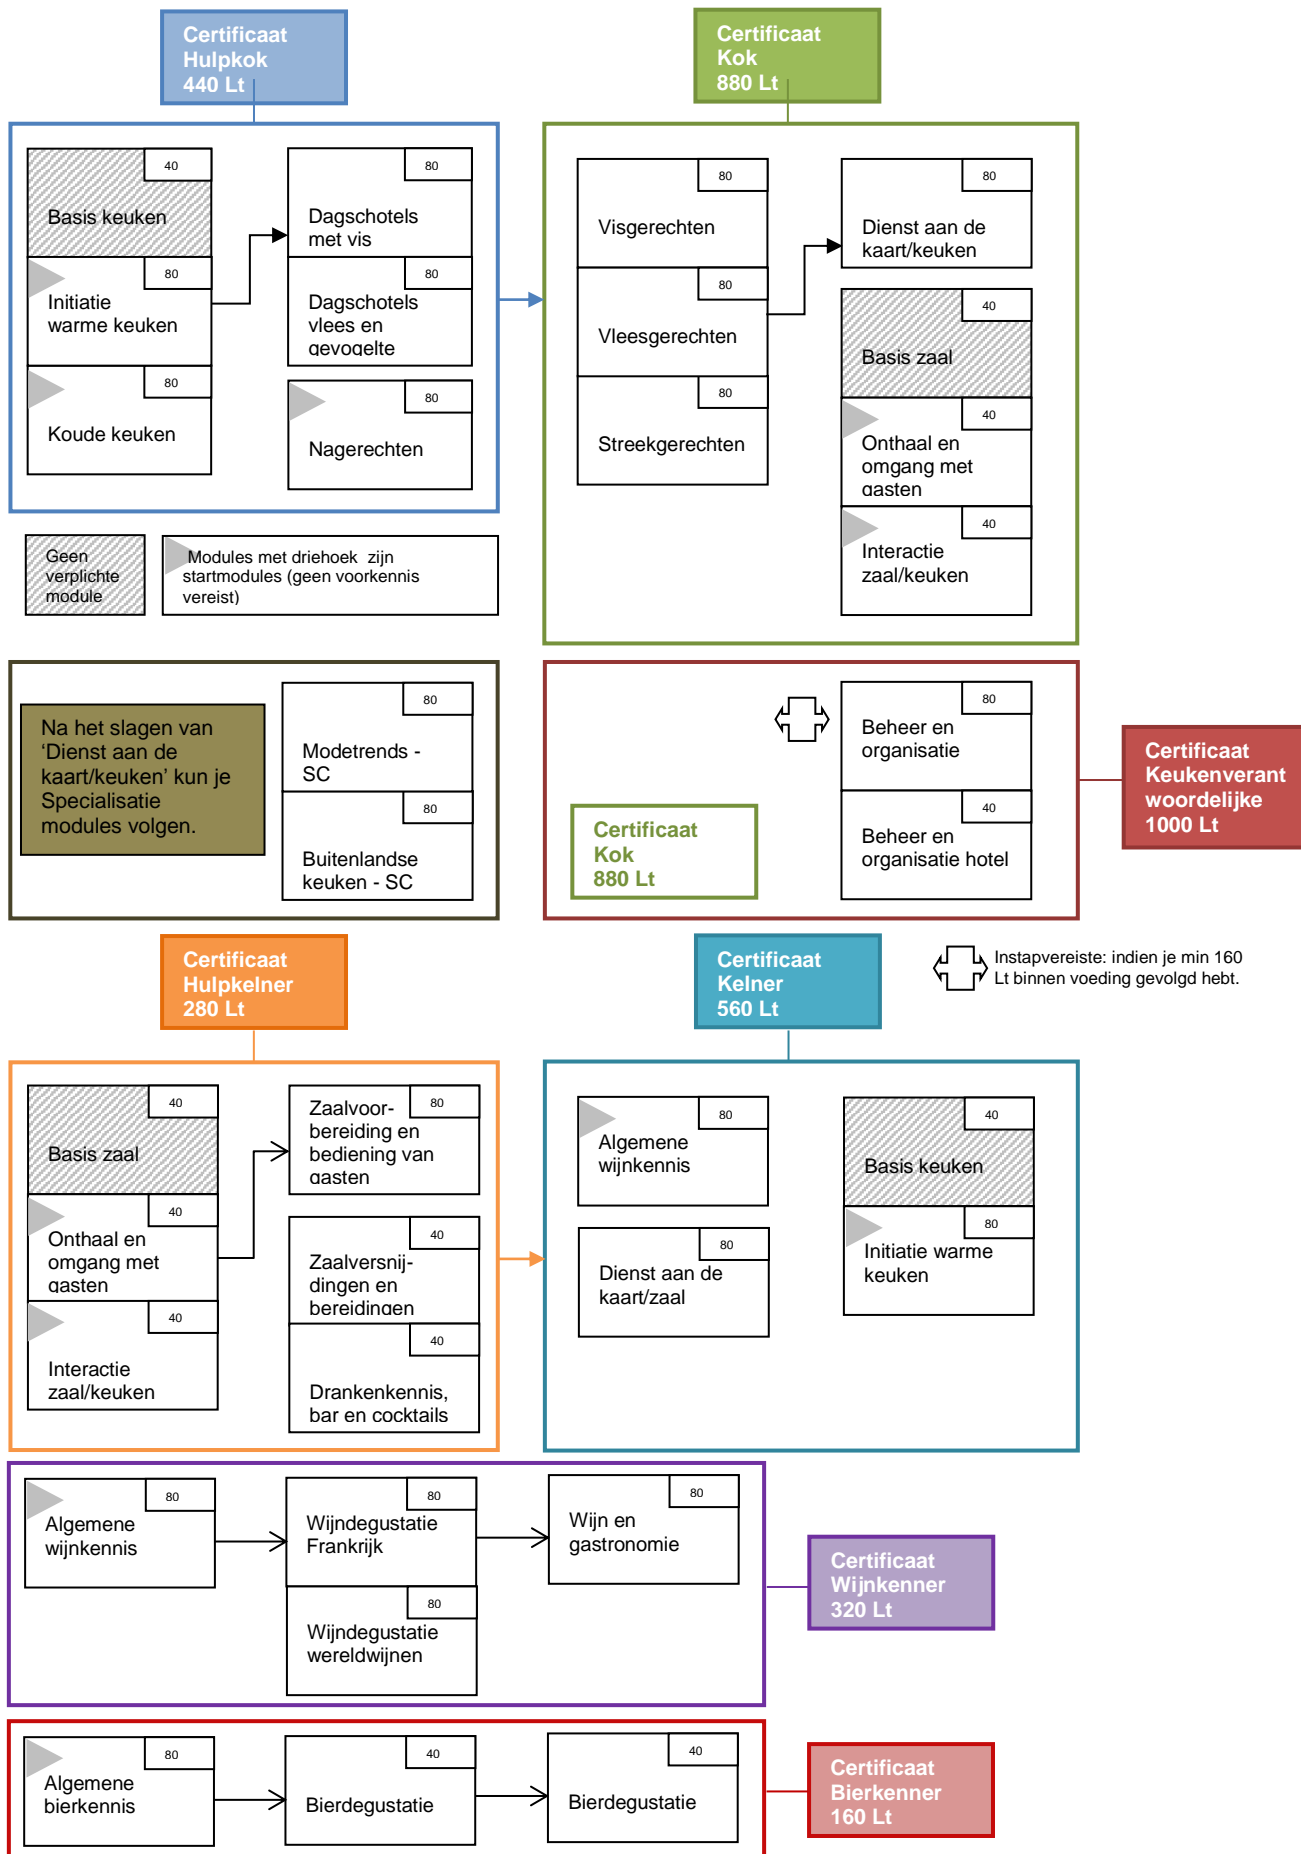 Certificaat
Hulpkok
440 Lt
Certificaat
Kok
880 Lt
40
Basis keuken
80
Initiatie
warme keuken
80
Koude keuken
80
Dagschotels
met vis
80
Dagschotels
vlees en
gevogelte
80
Nagerechten
80
Visgerechten
80
Vleesgerechten
80
Streekgerechten
80
Dienst aan de
kaart/keuken
40
Basis zaal
40
Onthaal en
omgang met
gasten
40
Interactie
zaal/keuken
Geen
verplichte
module
Modules met driehoek zijn
startmodules (geen voorkennis
vereist)
Na het slagen van
‘Dienst aan de
kaart/keuken’ kun je
Specialisatie
modules volgen.
80
Modetrends -
SC
80
Buitenlandse
keuken - SC
Certificaat
Kok
880 Lt
80
Beheer en
organisatie
40
Beheer en
organisatie hotel
Certificaat
Keukenverant
woordelijke
1000 Lt
Certificaat
Hulpkelner
280 Lt
Certificaat
Kelner
560 Lt
Instapvereiste: indien je min 160
Lt binnen voeding gevolgd hebt.
40
Basis zaal
40
Onthaal en
omgang met
gasten
40
Interactie
zaal/keuken
80
Zaalvoor-
bereiding en
bediening van
gasten
40
Zaalversnij-
dingen en
bereidingen
40
Drankenkennis,
bar en cocktails
80
Algemene
wijnkennis
80
Dienst aan de
kaart/zaal
40
Basis keuken
80
Initiatie warme
keuken
80
Algemene
wijnkennis
80
Wijndegustatie
Frankrijk
80
Wijndegustatie
wereldwijnen
80
Wijn en
gastronomie
Certificaat
Wijnkenner
320 Lt
80
Algemene
bierkennis
40
Bierdegustatie
40
Bierdegustatie
Certificaat
Bierkenner
160 Lt